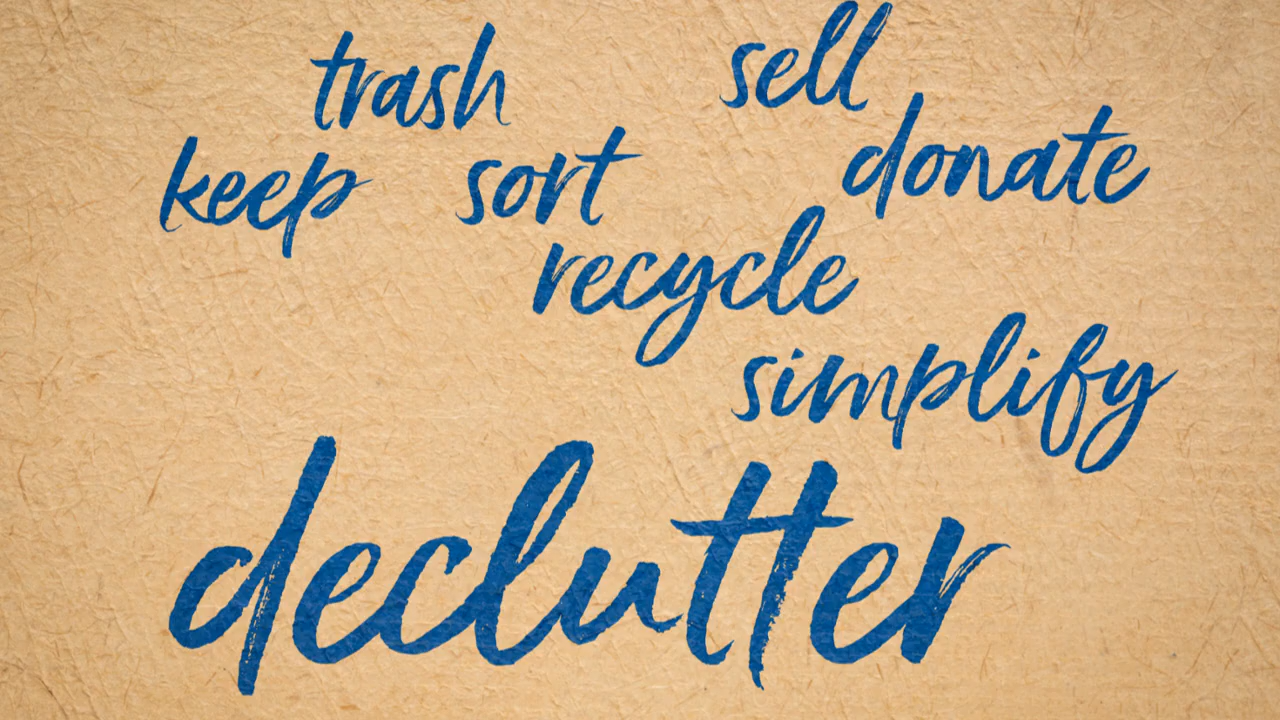 trash sell
keep sort donate
recycle
simplify
declutter